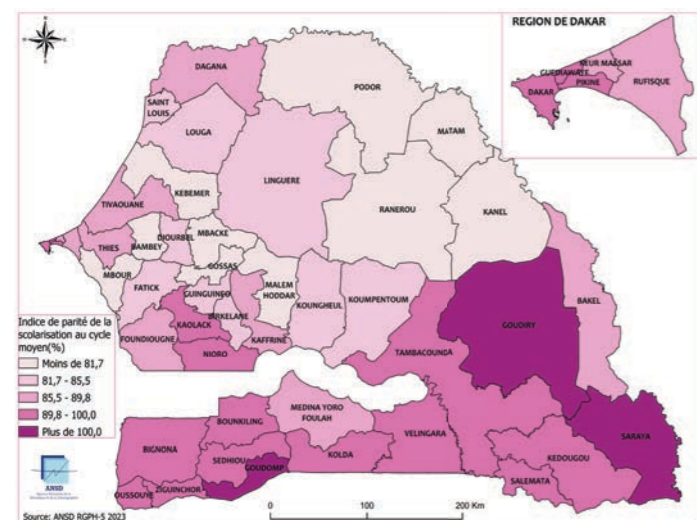 REGION DE DAKAR
KEUR MASSAR
GUEDIAWAYE
RUFISQUE
DAKAR
PIKINE
DAGANA
PODOR
SAINT
LOUIS
LOUGA
MATAM
LINGUERE
KEBEMER
RANEROU
KANEL
TIVAOUANE
MBACKE
THIES
BAMBEY
DIOURBEL
MBOUR
GOSSAS
MALEM
HODDAR
FATICK
GUINGUINEO
KOUNGHEUL
KOUMPENTOUM
BAKEL
BIRKELANE
GOUDIRY
KAOLACK
FOUNDIOUGNE
KAFFRINE
TAMBACOUNDA
NIORO
Indice de parité de la
scolarisation au cycle
moyen(%)
Moins de 81,7
81,7 - 85,5
85,5 - 89,8
89,8 - 100,0
Plus de 100,0
MEDINA YORO
FOULAH
BOUNKILING
VELINGARA
SARAYA
BIGNONA
SEDHIOU
KOLDA
KEDOUGOU
GOUDOMP
SALEMATA
OUSSOUYE
ZIGUINCHOR
ANSD
0 100 200 Km
Source: ANSD RGPH-5 2023